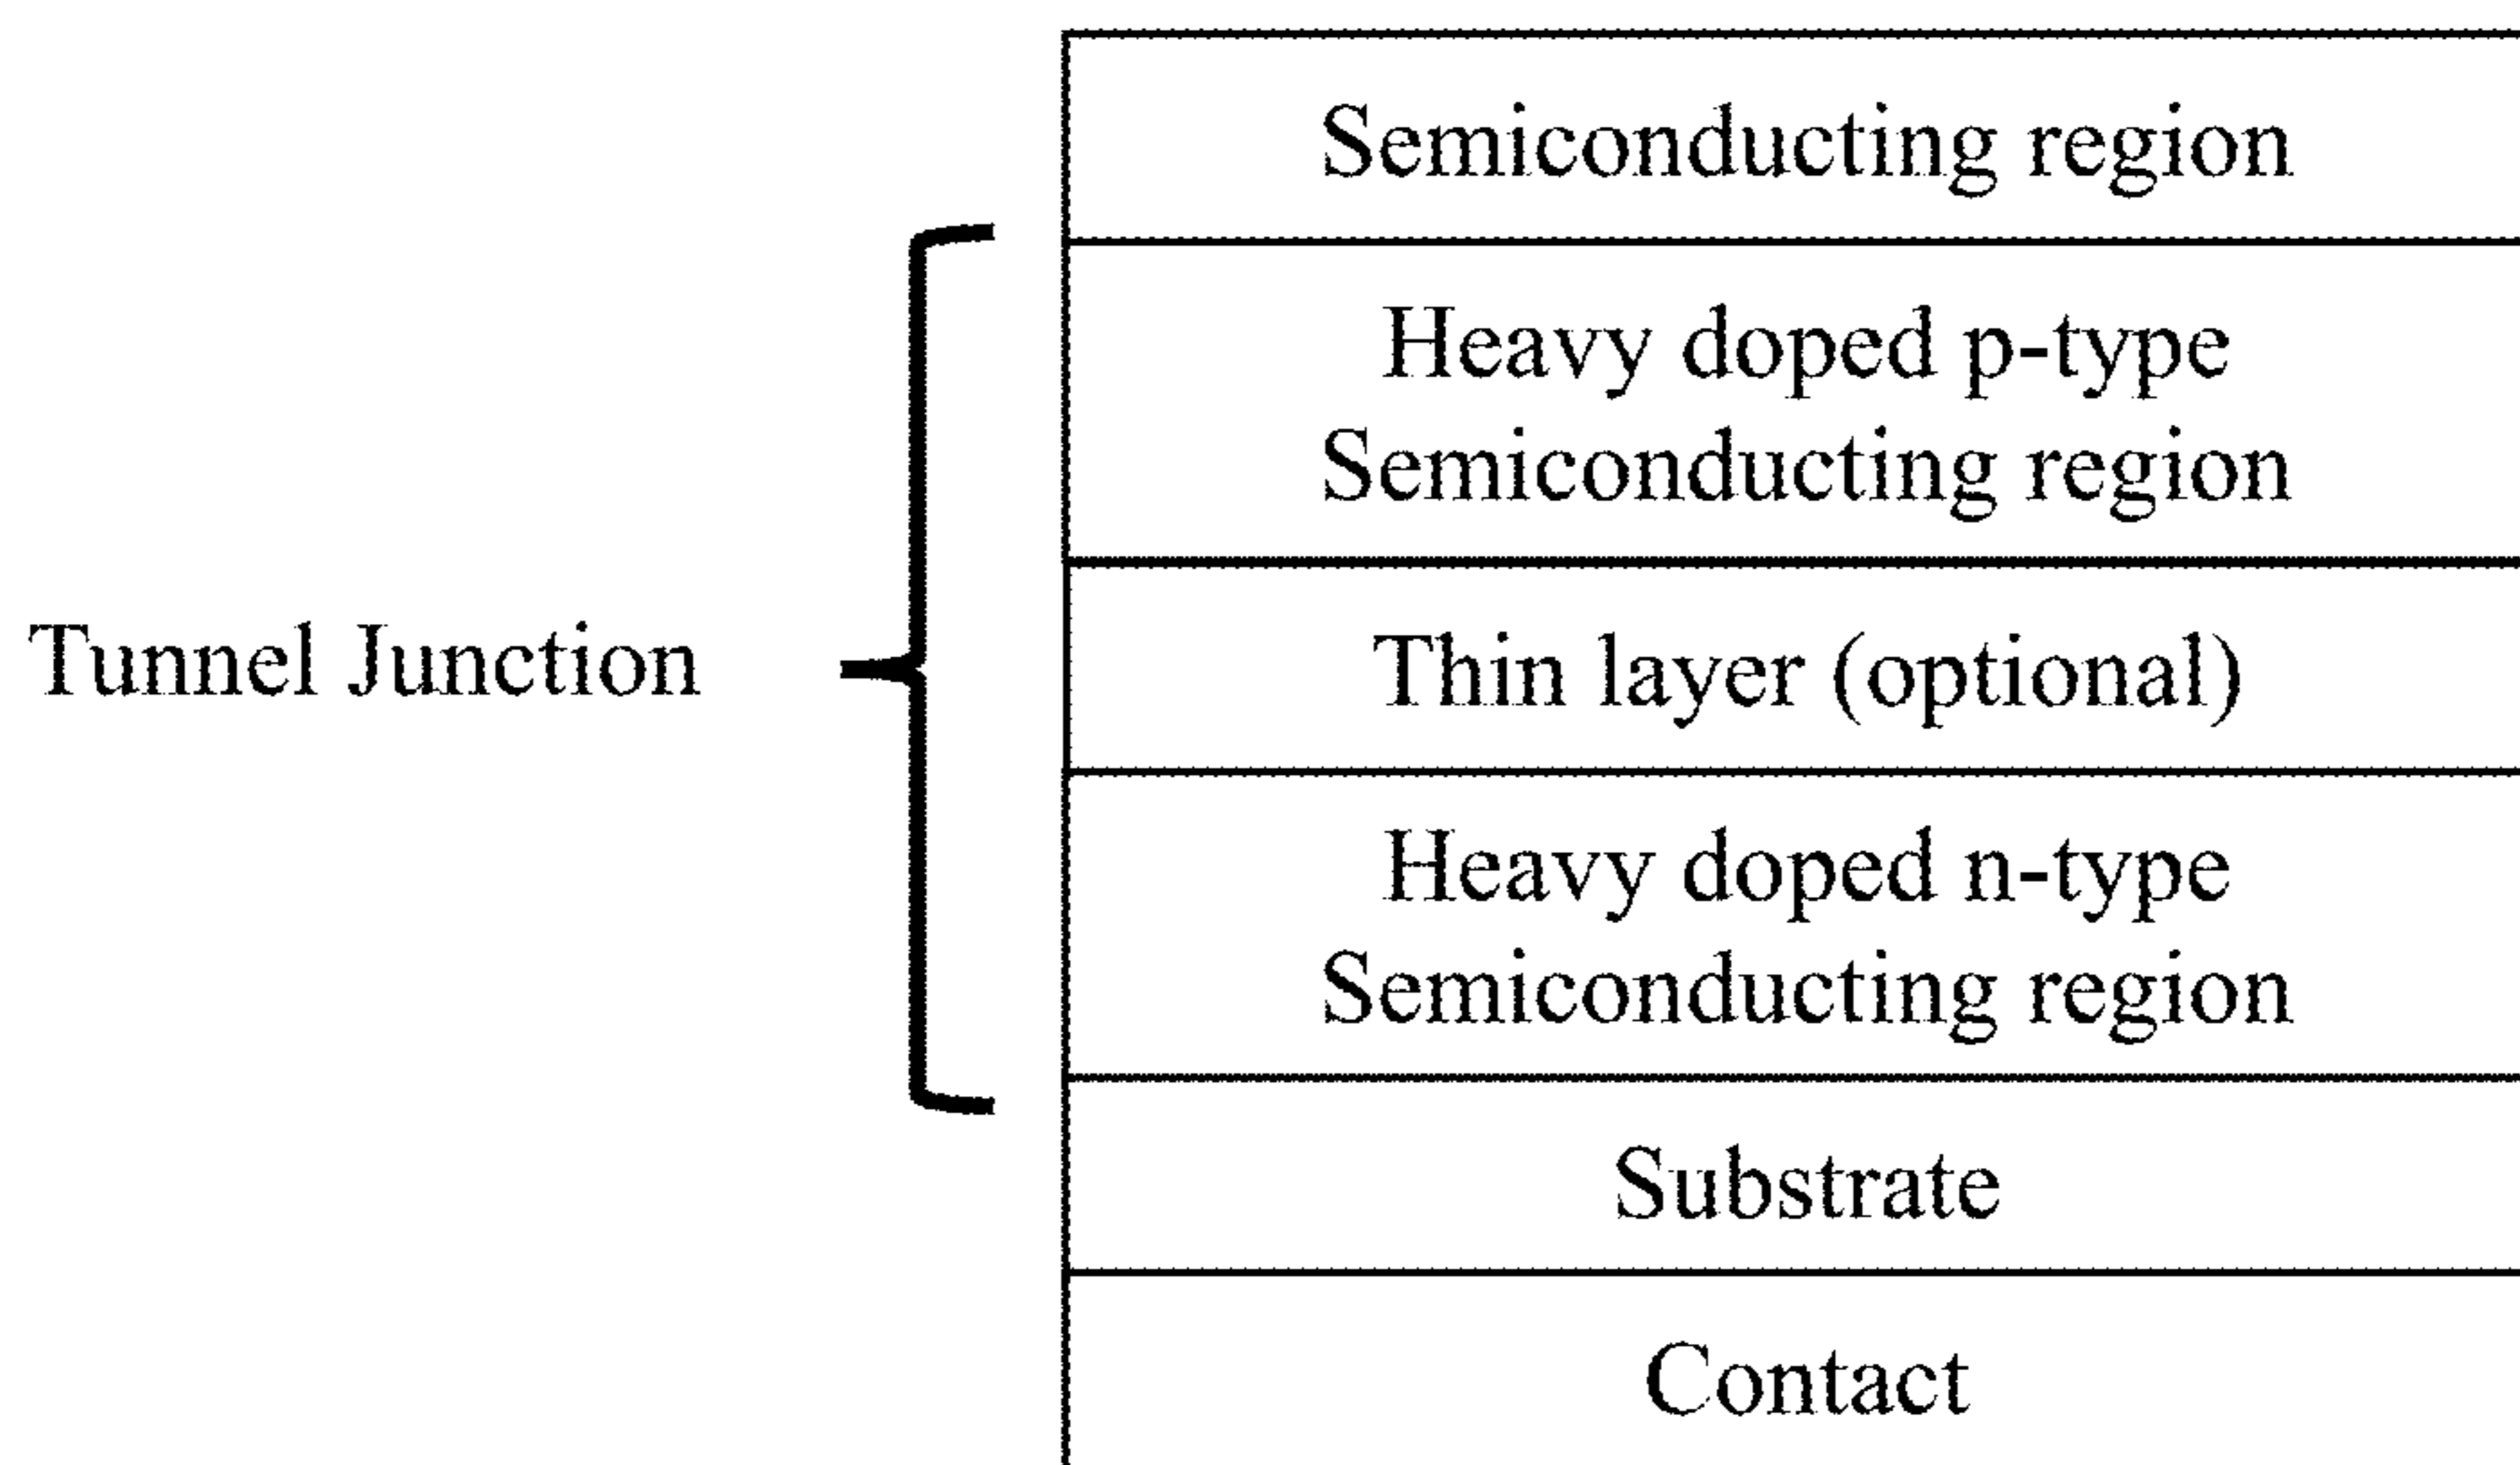 Semiconducting region
Heavy doped p-type
Semiconducting region
Tunnel Junction
Thin layer (optional)
Heavy doped n-type
Semiconducting region
Substrate
Contact